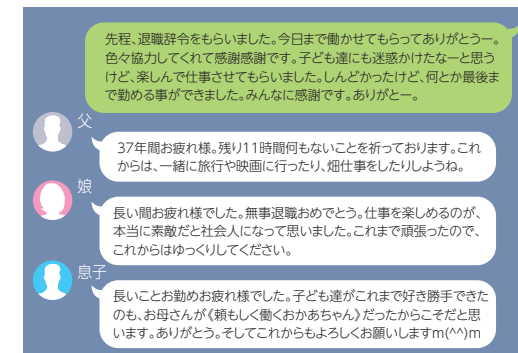 先程、退職辞令をもらいました。今日まで働かせてもらってありがとうー。
色々協力してくれて感謝感謝です。子ども達にも迷惑かけたなーと思う
けど、楽しんで仕事させてもらいました。しんどかったけど、何とか最後ま
で勤める事ができました。みんなに感謝です。ありがとー。
父
37年間お疲れ様。残り11時間何もないことを祈っております。これ
からは、一緒に旅行や映画に行ったり、畑仕事をしたりしようね。
娘
長い間お疲れ様でした。無事退職おめでとう。仕事を楽しめるのが、
本当に素敵だと社会人になって思いました。これまで頑張ったので、
これからはゆっくりしてください。
息子
長いことお勤めお疲れ様でした。子ども達がこれまで好き勝手できた
のも、お母さんが《頼もしく働くおかあちゃん》だったからこそだと思
います。ありがとう。そしてこれからもよろしくお願いしますm(^^)m